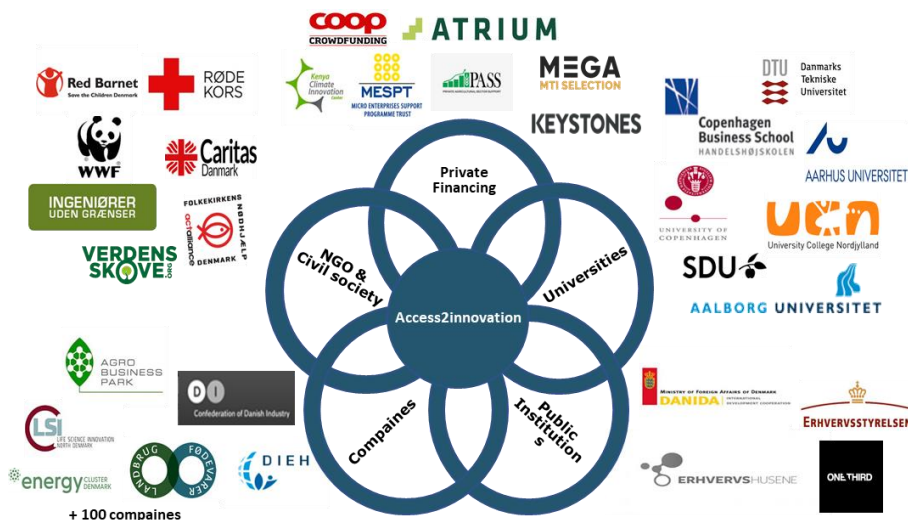 coop
CROWDFUNDING
ATRIUM
Red Barnet
Save the Children Denmark
RØDE
KORS
Kenya
Climate
Innovation
Center
MESPT
MICRO ENTERPRISES SUPPORT
PROGRAMME TRUST
PASS
MEGA
MTI SELECTION
KEYSTONES
DTU
Danmarks
Tekniske
Universitet
Copenhagen
Business School
HANDELSHØJSKOLEN
AARHUS UNIVERSITET
WWF
Caritas
Danmark
INGENIØRER
UDEN GRÆNSER
FOLKEKIRKENS
NØDHJÆLP
actalliance
DENMARK
VERDENS
SKOVE
.ORG
UNIVERSITY OF
COPENHAGEN
ucn
University College Nordjylland
SDU
AALBORG UNIVERSITET
Private
Financing
NGO &
Civil society
Universities
Access2innovation
Compaines
Public
Institution
s
AGRO
BUSINESS
PARK
DI
Confederation of Danish Industry
LSI
LIFE SCIENCE INNOVATION
NORTH DENMARK
energy
CLUSTER
DENMARK
LANDBRUG
FØDEVARER
DIEH
+ 100 compaines
MINISTRY OF FOREIGN AFFAIRS OF DENMARK
DANIDA
INTERNATIONAL
DEVELOPMENT COOPERATION
ERHVERVSSTYRELSEN
ERHVERVSHUSENE
ONE THIRD